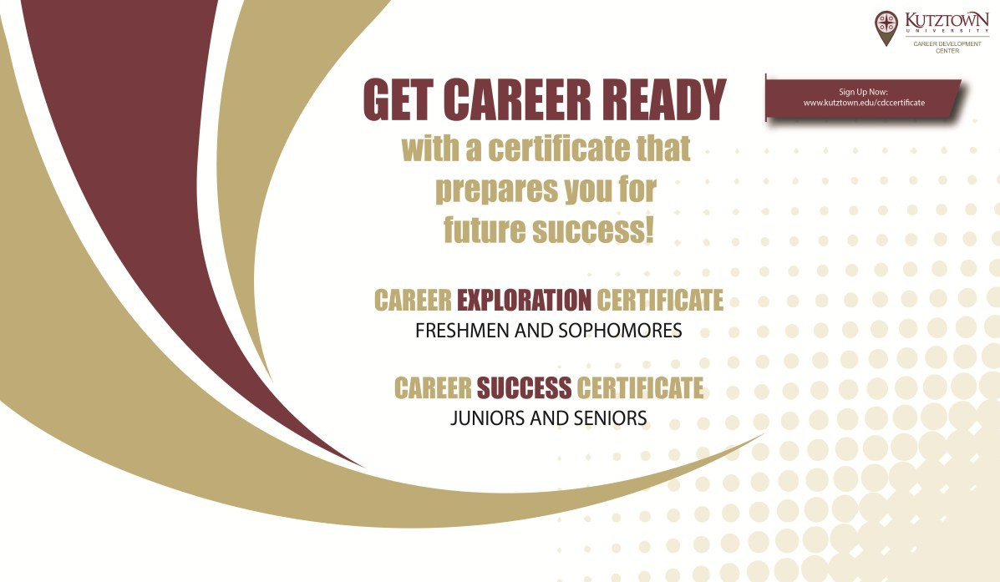 KUTZTOWN
UNIVERSITY
CAREER DEVELOPMENT
CENTER
GET CAREER READY
with a certificate that
prepares you for
future success!
Sign Up Now:
www.kutztown.edu/cdccertificate
CAREER EXPLORATION CERTIFICATE
FRESHMEN AND SOPHOMORES
CAREER SUCCESS CERTIFICATE
JUNIORS AND SENIORS